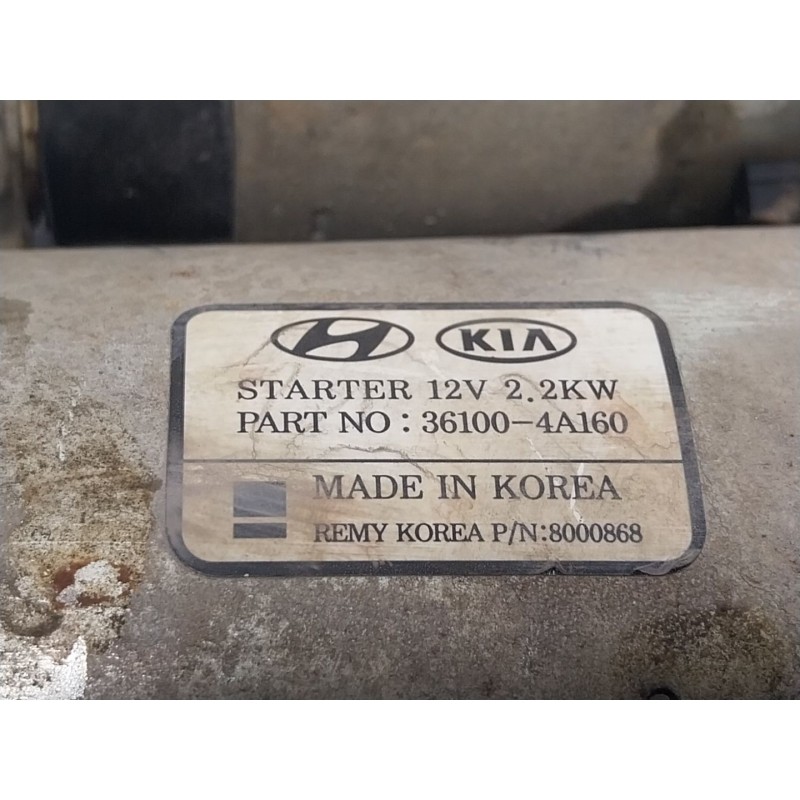 KIA
STARTER 12V 2.2KW
PART NO : 36100-4A160
MADE IN KOREA
REMY KOREA P/N:8000868